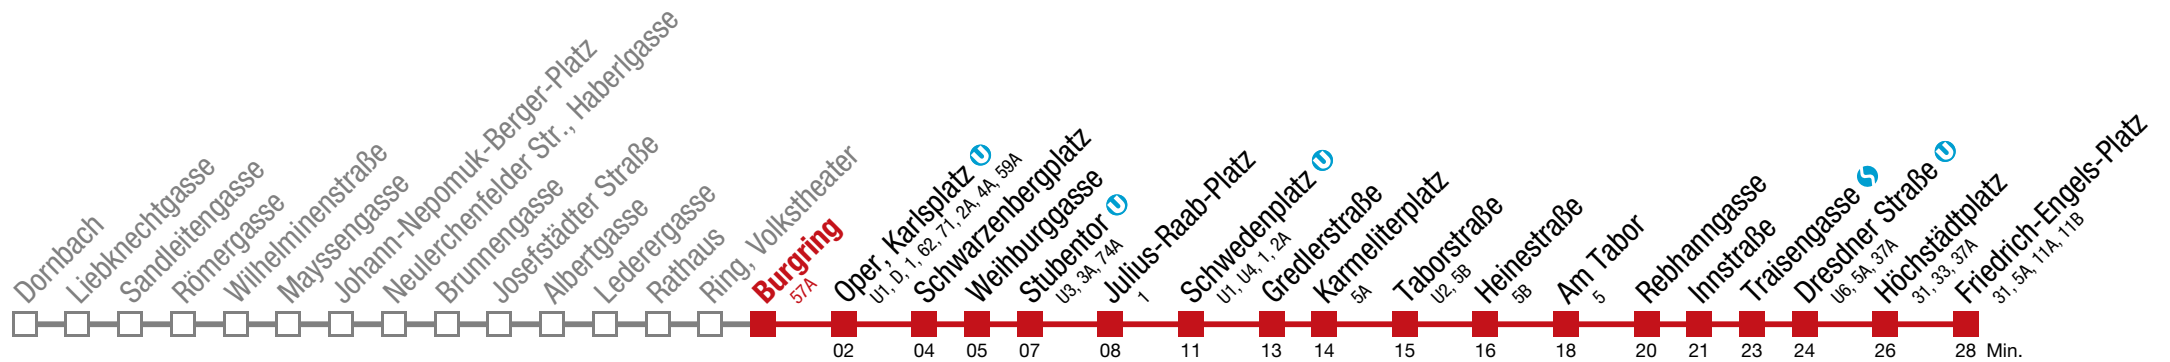 Dornbach
Liebknechtgasse
Sandleitengasse
Römergasse
Wilhelminenstraße
Mayssengasse
Johann-Nepomuk-Berger-Platz
Neulerchenfelder Str., Haberlgasse
Brunnengasse
Josefstädter Straße
Albertgasse
Lederergasse
Rathaus
Ring, Volkstheater
Burgring
57A
Oper, Karlsplatz U
U1, D, 1, 62, 71, 2A, 4A, 59A
Schwarzenbergplatz
Weihburggasse
Stubentor U
U3, 3A, 74A
Julius-Raab-Platz
1
Schwedenplatz U
U1, U4, 1, 2A
Gredlerstraße
Karmeliterplatz
5A
Taborstraße
U2, 5B
Heinestraße
5B
Am Tabor
5
Rebhanngasse
Innstraße
Traisengasse S
Dresdner Straße U
U6, 5A, 37A
Höchstädtplatz
31, 33, 37A
Friedrich-Engels-Platz
31, 5A, 11A, 11B
02 04 05 07 08 11 13 14 15 16 18 20 21 23 24 26 28 Min.